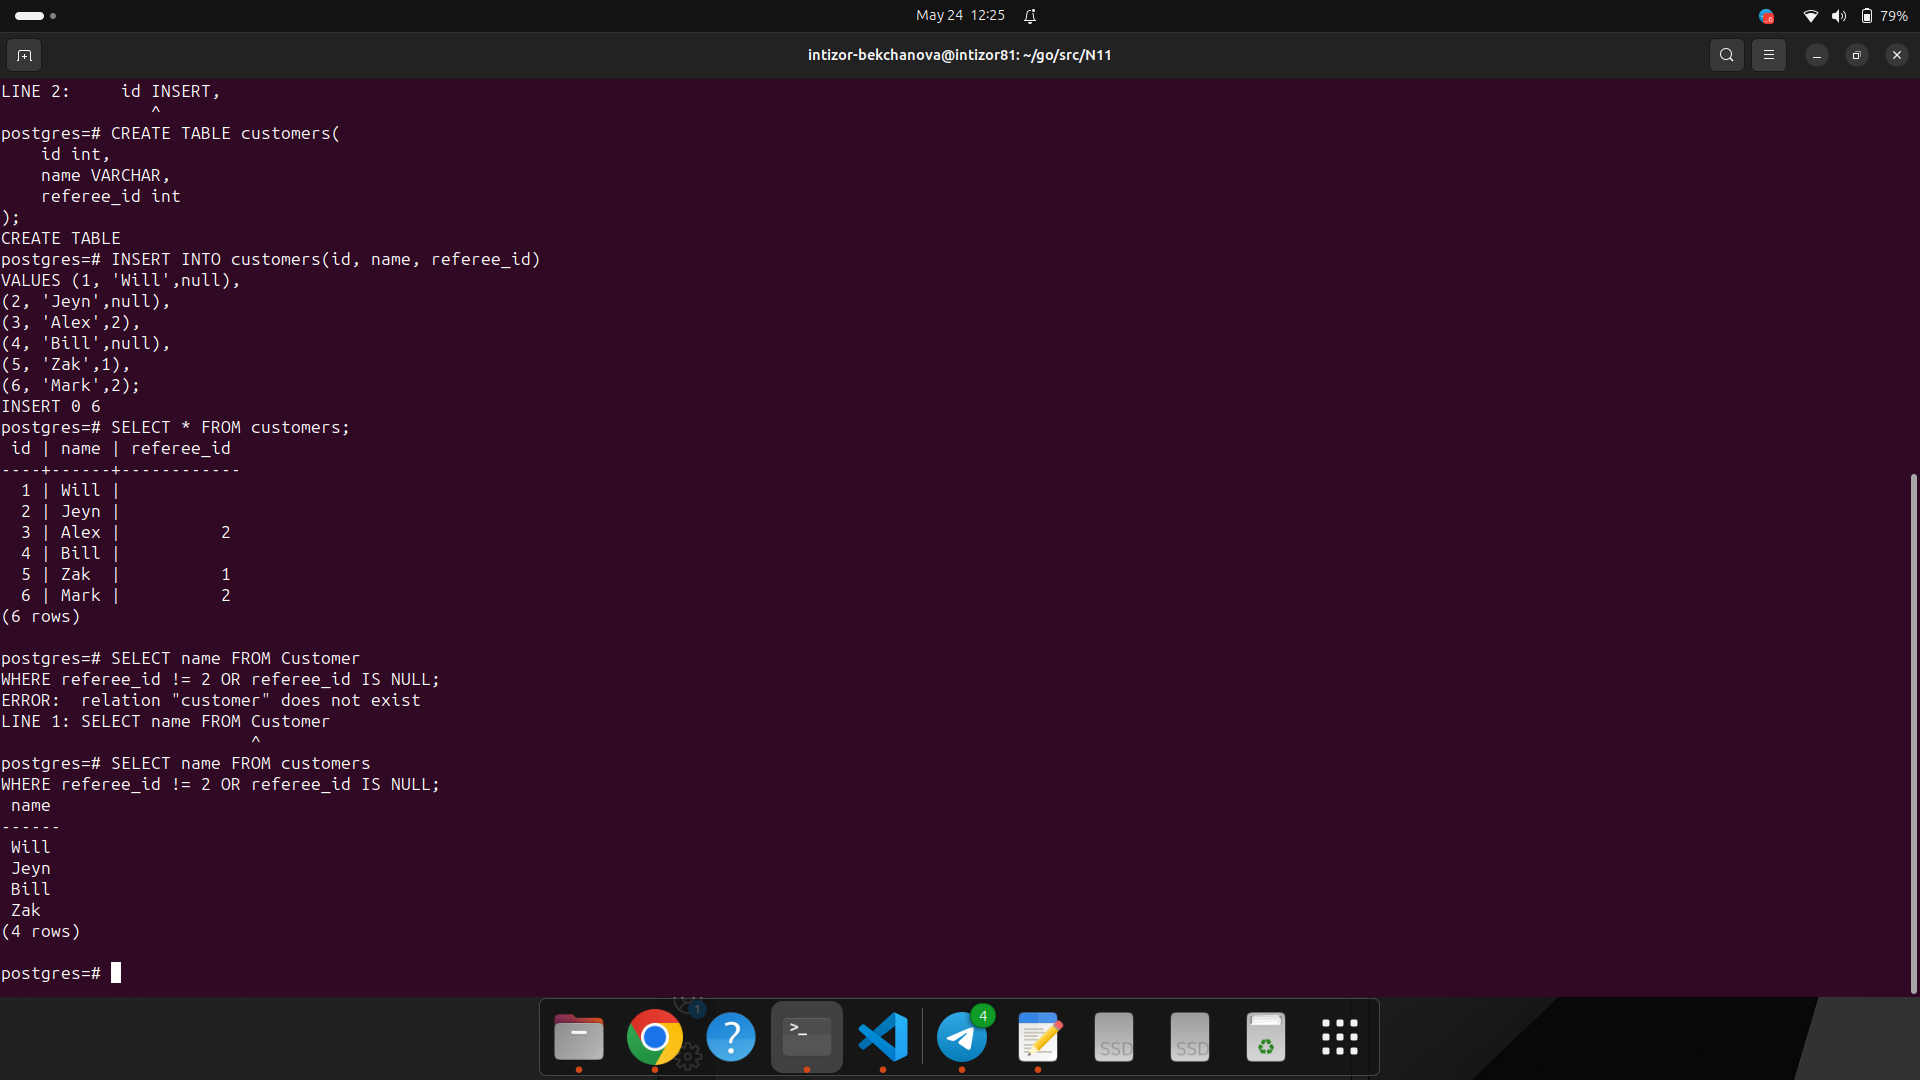 May 24 12:25
79%
intizor-bekchanova@intizor81: ~/go/src/N11
LINE 2:     id INSERT,
               ^
postgres=# CREATE TABLE customers(
    id int,
    name VARCHAR,
    referee_id int
);
CREATE TABLE
postgres=# INSERT INTO customers(id, name, referee_id)
VALUES (1, 'Will',null),
(2, 'Jeyn',null),
(3, 'Alex',2),
(4, 'Bill',null),
(5, 'Zak',1),
(6, 'Mark',2);
INSERT 0 6
postgres=# SELECT * FROM customers;
 id | name | referee_id
----+------+------------
  1 | Will |
  2 | Jeyn |
  3 | Alex |          2
  4 | Bill |
  5 | Zak  |          1
  6 | Mark |          2
(6 rows)
postgres=# SELECT name FROM Customer
WHERE referee_id != 2 OR referee_id IS NULL;
ERROR:  relation "customer" does not exist
LINE 1: SELECT name FROM Customer
                         ^
postgres=# SELECT name FROM customers
WHERE referee_id != 2 OR referee_id IS NULL;
 name
------
 Will
 Jeyn
 Bill
 Zak
(4 rows)
postgres=#
1
?
>_
4
SSD
SSD